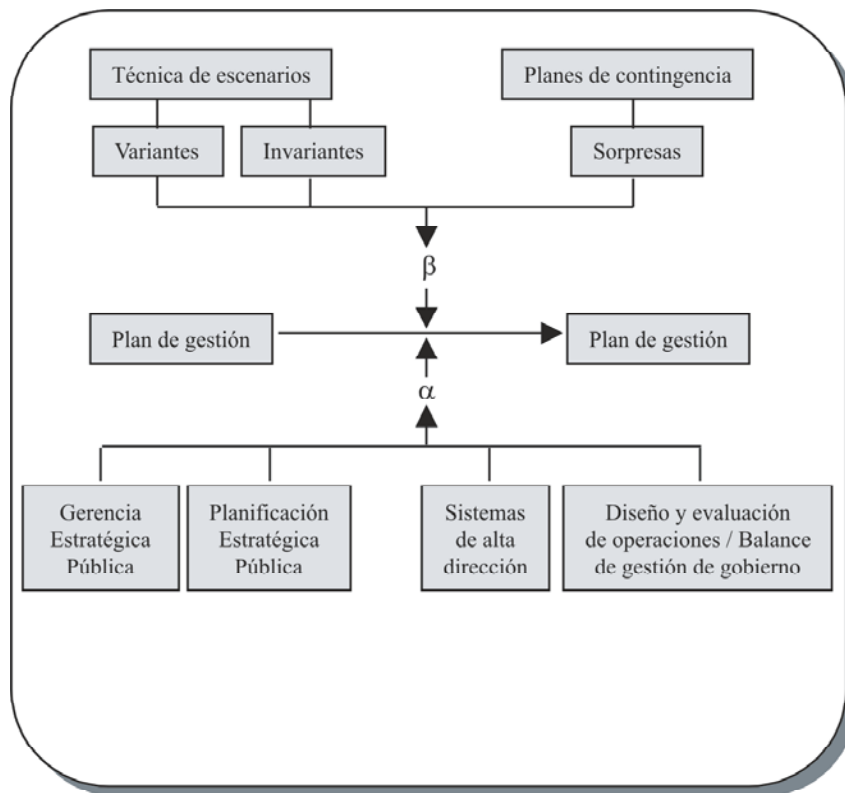 Técnica de escenarios
Planes de contingencia
Variantes
Invariantes
Sorpresas
β
Plan de gestión
Plan de gestión
α
Gerencia
Estratégica
Pública
Planificación
Estratégica
Pública
Sistemas
de alta
dirección
Diseño y evaluación
de operaciones / Balance
de gestión de gobierno